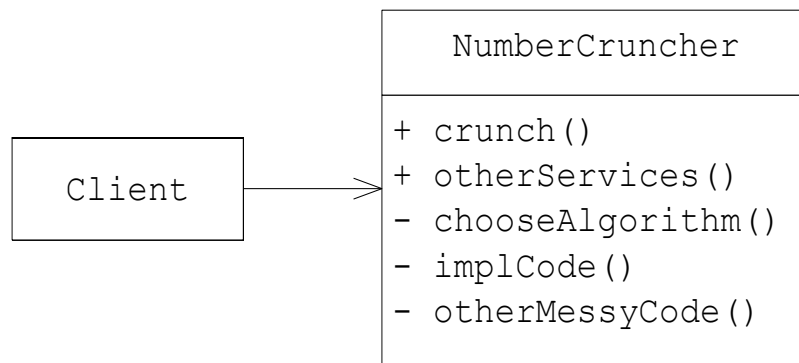 NumberCruncher
+ crunch()
+ otherServices()
Client
- chooseAlgorithm()
- implCode()
- otherMessyCode()